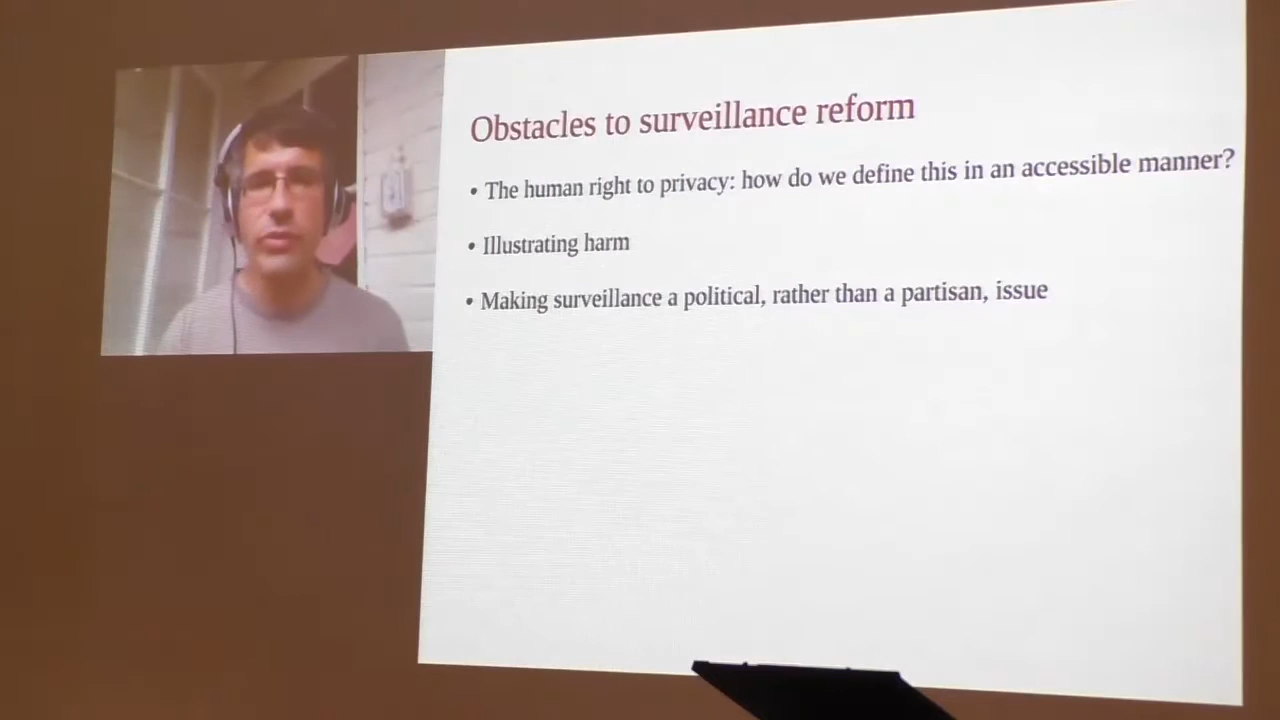 Obstacles to surveillance reform
• The human right to privacy: how do we define this in an accessible manner?
• Illustrating harm
• Making surveillance a political, rather than a partisan, issue